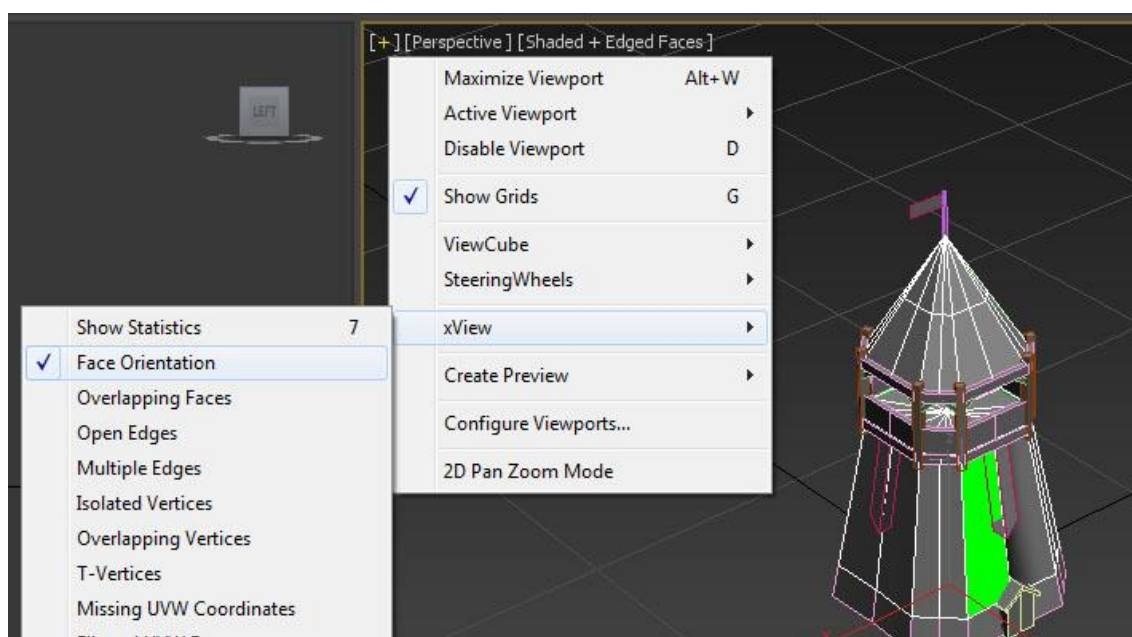 [+][Perspective][Shaded + Edged Faces]
LEFT
Maximize Viewport Alt+W
Active Viewport
Disable Viewport D
Show Grids G
ViewCube
SteeringWheels
xView
Create Preview
Configure Viewports...
2D Pan Zoom Mode
Show Statistics 7
Face Orientation
Overlapping Faces
Open Edges
Multiple Edges
Isolated Vertices
Overlapping Vertices
T-Vertices
Missing UVW Coordinates